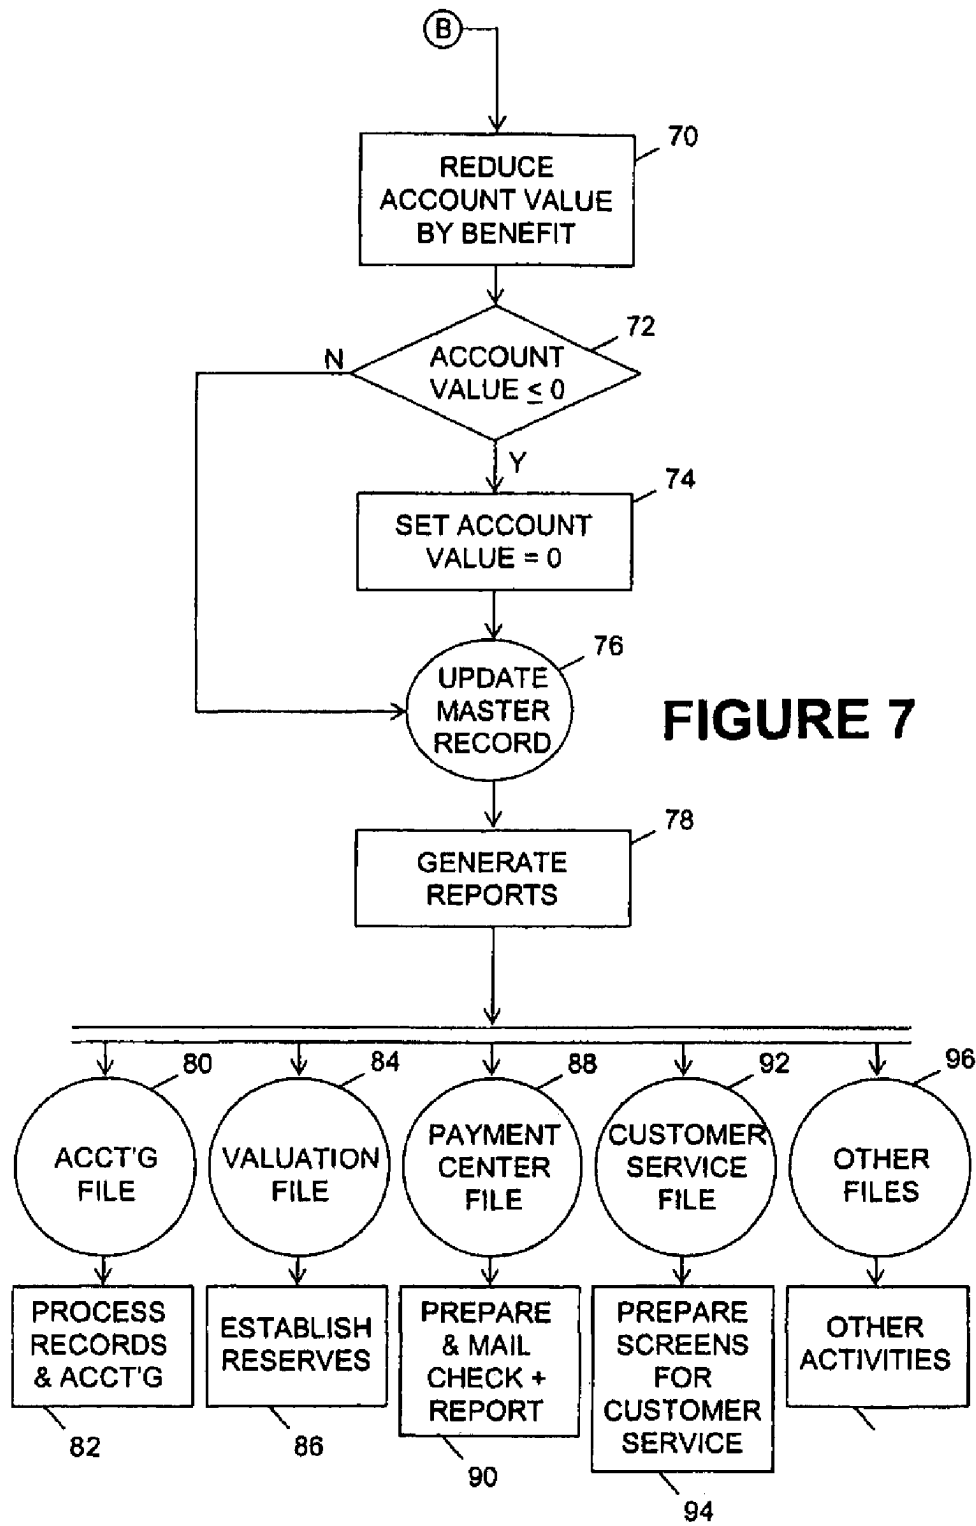 B
70
REDUCE
ACCOUNT VALUE
BY BENEFIT
72
N
ACCOUNT
VALUE ≤ 0
Y
74
SET ACCOUNT
VALUE = 0
76
UPDATE
MASTER
RECORD
FIGURE 7
78
GENERATE
REPORTS
80
84
88
92
96
ACCT'G
FILE
VALUATION
FILE
PAYMENT
CENTER
FILE
CUSTOMER
SERVICE
FILE
OTHER
FILES
PROCESS
RECORDS
& ACCT'G
ESTABLISH
RESERVES
PREPARE
& MAIL
CHECK +
REPORT
PREPARE
SCREENS
FOR
CUSTOMER
SERVICE
OTHER
ACTIVITIES
82
86
90
94